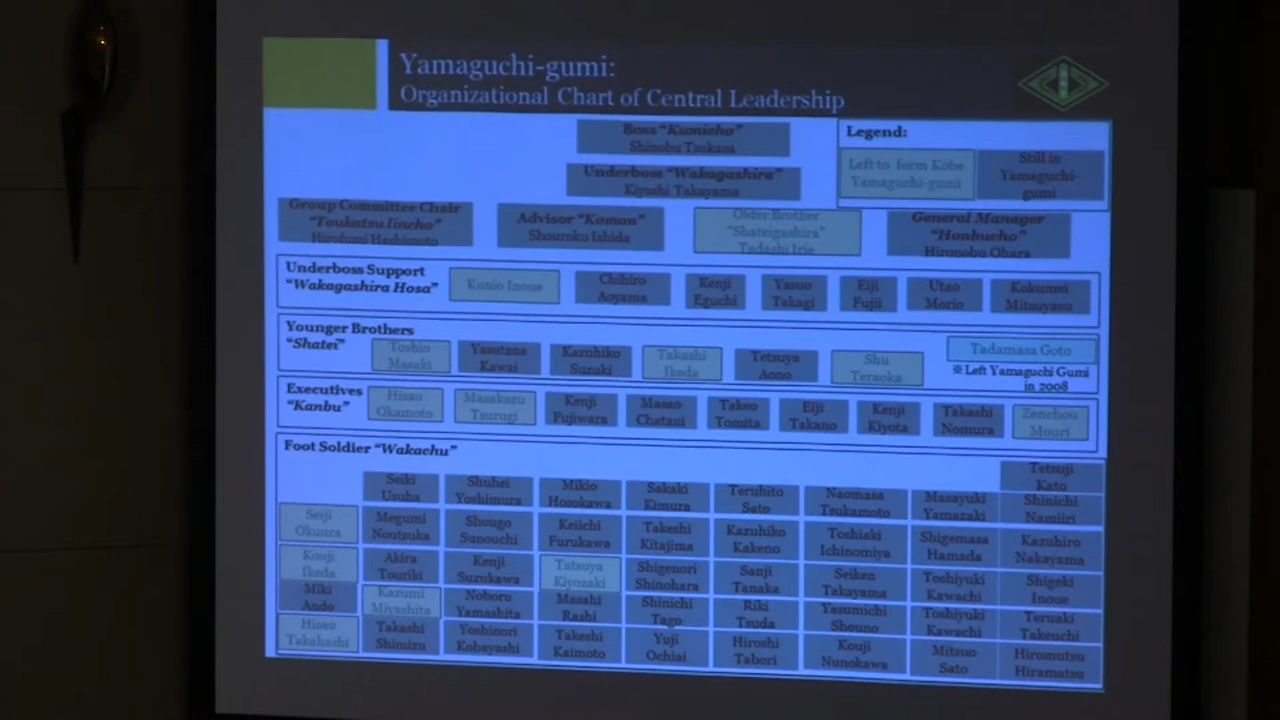 Yamaguchi-gumi:
Organizational Chart of Central Leadership
Boss "Kumicho"
Shinobu Tsukasa
Legend:
Left to form Kobe
Yamaguchi-gumi
Still in
Yamaguchi-
gumi
Underboss "Wakagashira"
Kiyoshi Takayama
Group Committee Chair
"Toukatsu Iincho"
Hirofumi Hashimoto
Advisor "Komon"
Shouroku Ishida
Older Brother
"Shateigashira"
Tadashi Irie
General Manager
"Honbucho"
Hironobu Ohara
Underboss Support
"Wakagashira Hosa"
Kunio Inoue
Chihiro
Aoyama
Kenji
Eguchi
Yasuo
Takagi
Eiji
Fujii
Utao
Morio
Kokumei
Mitsuyasu
Younger Brothers
"Shatei"
Toshio
Masaki
Yasutane
Kawai
Kazuhiko
Suzuki
Takashi
Ikeda
Tetsuya
Aono
Shu
Teraoka
Tadamasa Goto
※Left Yamaguchi Gumi
in 2008
Executives
"Kanbu"
Hisao
Okamoto
Masakazu
Tsurugi
Kenji
Fujiwara
Masao
Chatani
Takeo
Tomita
Eiji
Takano
Kenji
Kiyota
Takashi
Nomura
Zenchou
Mouri
Foot Soldier "Wakachu"
Tetsuji
Kato
Seiki
Usuha
Shuhei
Yoshimura
Mikio
Hosokawa
Sakaki
Kimura
Teruhito
Sato
Naomasa
Tsukamoto
Masayuki
Yamazaki
Shinichi
Namiiri
Seiji
Okuura
Megumi
Noutsuka
Shougo
Sunouchi
Keiichi
Furukawa
Takeshi
Kitajima
Kazuhiko
Kakeno
Toshiaki
Ichinomiya
Shigemasa
Hamada
Kazuhiro
Nakayama
Kouji
Ikeda
Akira
Touriki
Kenji
Suzukawa
Tatsuya
Kiyozaki
Shigenori
Shinohara
Sanji
Tanaka
Seiken
Takayama
Toshiyuki
Kawachi
Shigeki
Inoue
Miki
Ando
Kazumi
Miyashita
Noboru
Yamashita
Masahi
Rashi
Shinichi
Tago
Riki
Tsuda
Yasumichi
Shouno
Toshiyuki
Kawachi
Teruaki
Takeuchi
Hisao
Takahashi
Takashi
Shimizu
Yoshinori
Kobayashi
Takeshi
Kaimoto
Yuji
Ochiai
Hiroshi
Tabori
Kouji
Nunokawa
Mitsuo
Sato
Hiromutsu
Hiramatsu